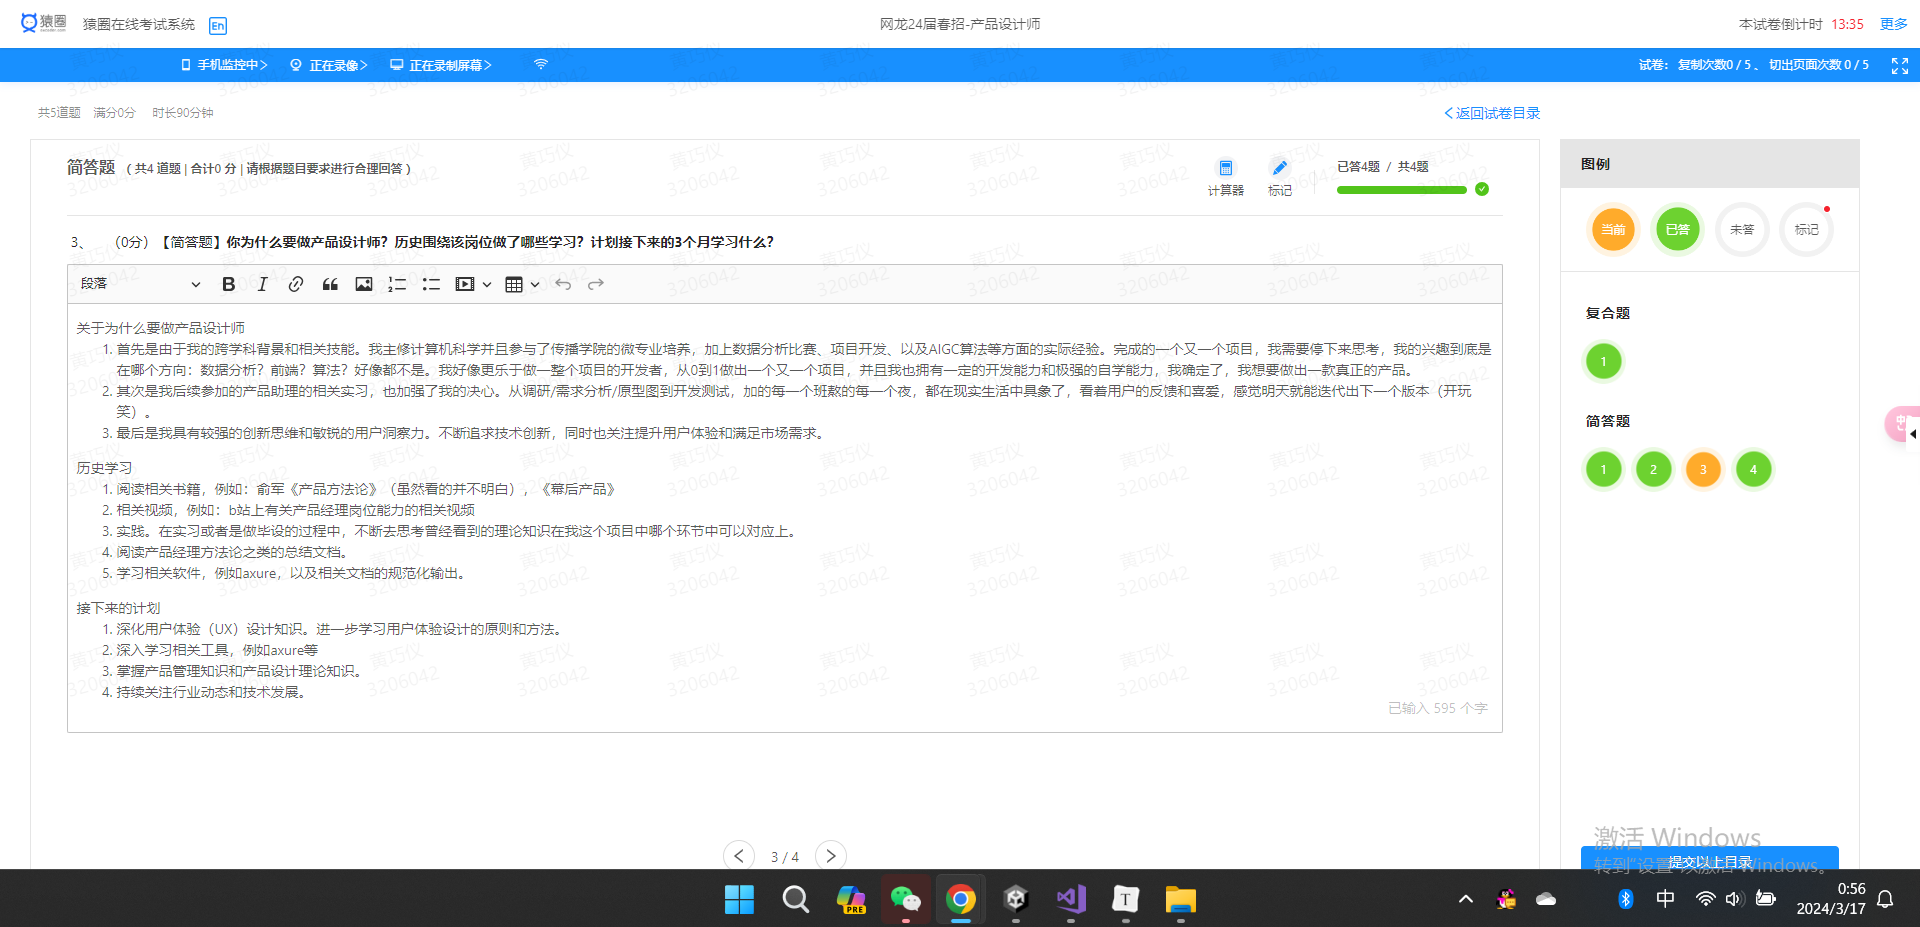 猿圈 猿圈在线考试系统 En 网龙24届春招-产品设计师 本试卷倒计时 13:35 更多
手机监控中> 正在录像> 正在录制屏幕> 试卷: 复制次数0 / 5 、 切出页面次数 0 / 5
共5道题 满分0分 时长90分钟 <返回试卷目录
简答题 ( 共4 道题 | 合计0 分 | 请根据题目要求进行合理回答 ) 计算器 标记 已答4题 / 共4题
3、 （0分）【简答题】你为什么要做产品设计师？历史围绕该岗位做了哪些学习？计划接下来的3个月学习什么？
段落
关于为什么要做产品设计师
1. 首先是由于我的跨学科背景和相关技能。我主修计算机科学并且参与了传播学院的微专业培养，加上数据分析比赛、项目开发、以及AIGC算法等方面的实际经验。完成的一个又一个项目，我需要停下来思考，我的兴趣到底是
在哪个方向：数据分析？前端？算法？好像都不是。我好像更乐于做一整个项目的开发者，从0到1做出一个又一个项目，并且我也拥有一定的开发能力和极强的自学能力，我确定了，我想要做出一款真正的产品。
2. 其次是我后续参加的产品助理的相关实习，也加强了我的决心。从调研/需求分析/原型图到开发测试，加的每一个班熬的每一个夜，都在现实生活中具象了，看着用户的反馈和喜爱，感觉明天就能迭代出下一个版本（开玩
笑）。
3. 最后是我具有较强的创新思维和敏锐的用户洞察力。不断追求技术创新，同时也关注提升用户体验和满足市场需求。
历史学习
1. 阅读相关书籍，例如：俞军《产品方法论》（虽然看的并不明白），《幕后产品》
2. 相关视频，例如：b站上有关产品经理岗位能力的相关视频
3. 实践。在实习或者是做毕设的过程中，不断去思考曾经看到的理论知识在我这个项目中哪个环节中可以对应上。
4. 阅读产品经理方法论之类的总结文档。
5. 学习相关软件，例如axure，以及相关文档的规范化输出。
接下来的计划
1. 深化用户体验（UX）设计知识。进一步学习用户体验设计的原则和方法。
2. 深入学习相关工具，例如axure等
3. 掌握产品管理知识和产品设计理论知识。
4. 持续关注行业动态和技术发展。
已输入 595 个字
3 / 4
图例
当前 已答 未答 标记
复合题
1
简答题
1 2 3 4
激活 Windows
转到"设置"以激活 Windows。
提交以上目录
黄巧仪
3206042
PRE
T
中
0:56
2024/3/17